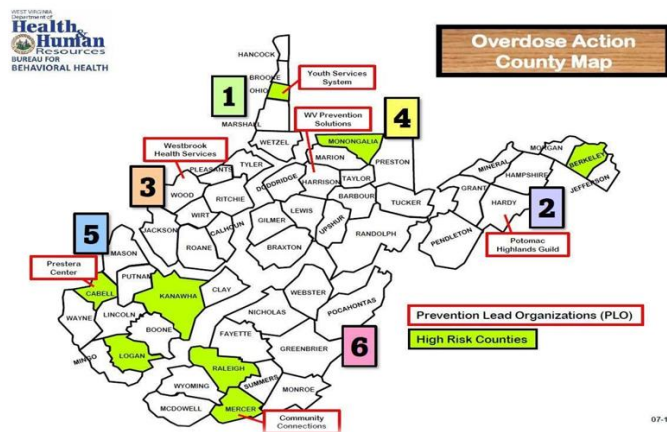 WEST VIRGINIA
Department of
Health
&Human
Resources
BUREAU FOR
BEHAVIORAL HEALTH
Overdose Action
County Map
HANCOCK
BROOKE
OHIO
Youth Services
System
1
MARSHALL
WV Prevention
Solutions
4
WETZEL
MONONGALIA
Westbrook
Health Services
MARION
PRESTON
MORGAN
BERKELEY
TYLER
PLEASANTS
MINERAL
HAMPSHIRE
JEFFERSON
3
WOOD
DODDRIDGE
HARRISON
TAYLOR
GRANT
RITCHIE
BARBOUR
TUCKER
HARDY
2
WIRT
LEWIS
5
JACKSON
CALHOUN
GILMER
UPSHUR
RANDOLPH
PENDLETON
Potomac
Highlands Guild
MASON
ROANE
BRAXTON
Prestera
Center
PUTNAM
CABELL
KANAWHA
CLAY
WEBSTER
POCAHONTAS
NICHOLAS
Prevention Lead Organizations (PLO)
WAYNE
LINCOLN
BOONE
FAYETTE
6
High Risk Counties
GREENBRIER
MINGO
LOGAN
RALEIGH
SUMMERS
WYOMING
MONROE
MCDOWELL
MERCER
Community
Connections
07-1